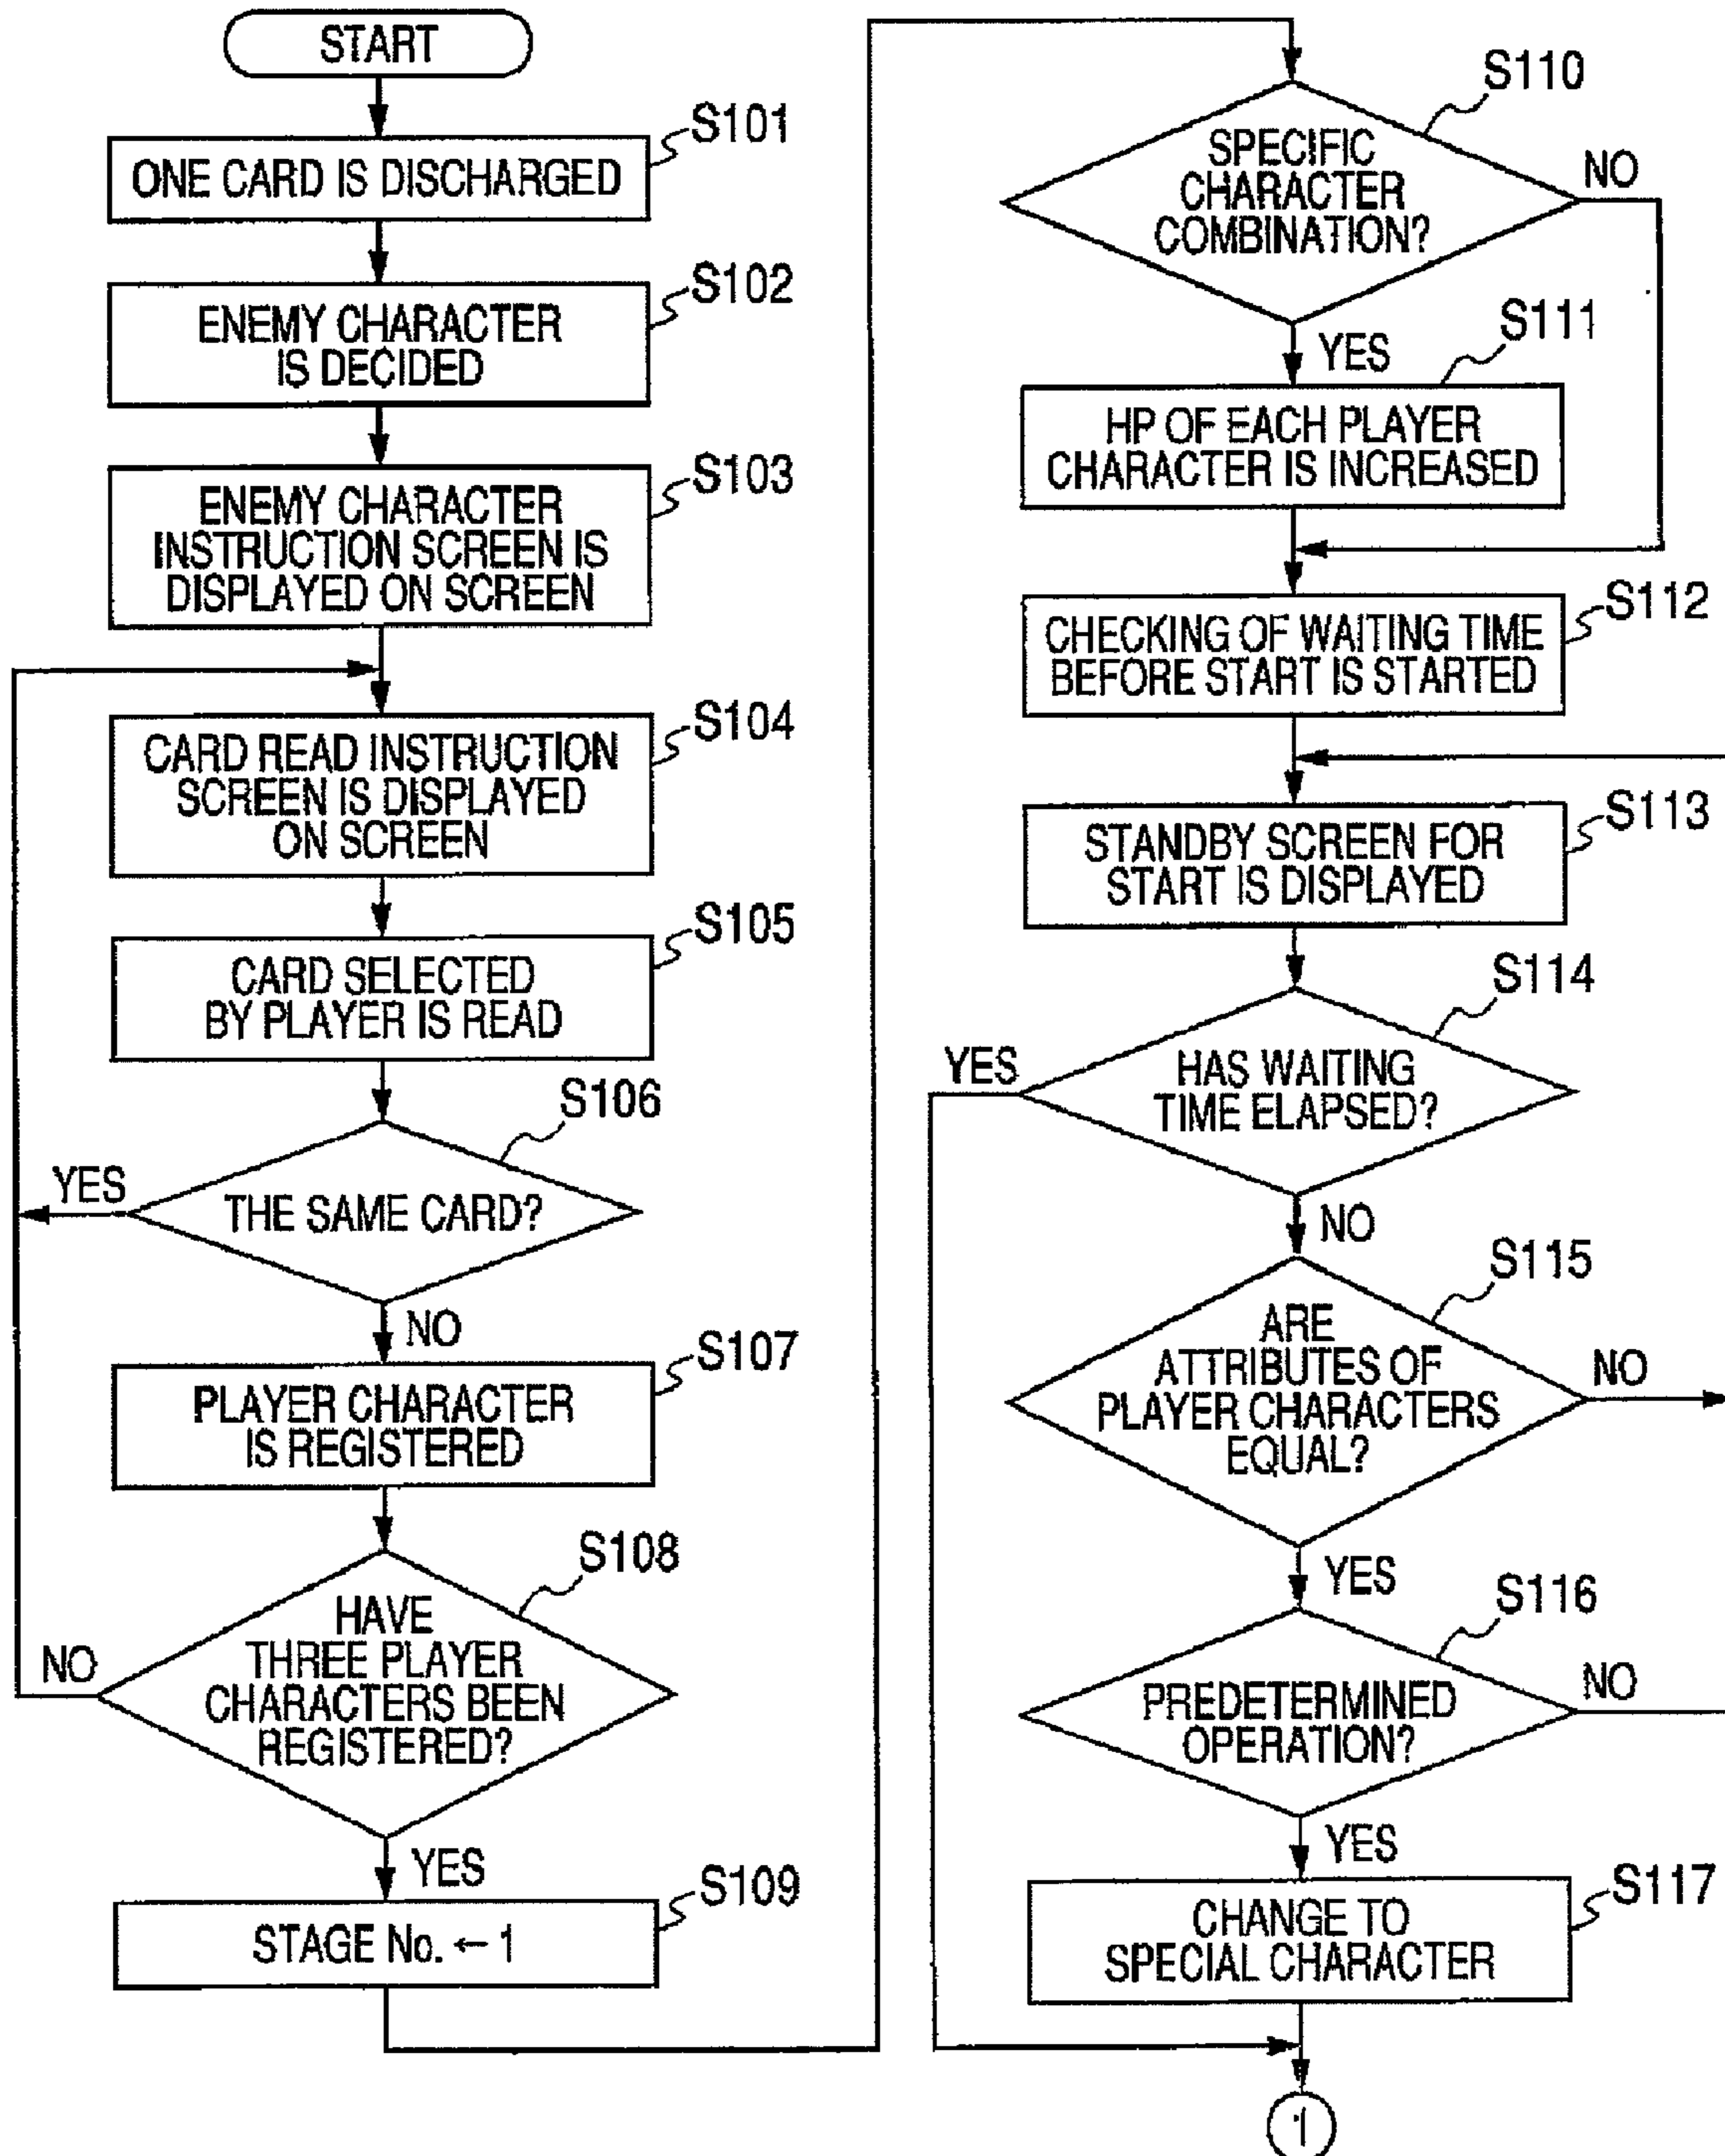 START
S101
ONE CARD IS DISCHARGED
S102
ENEMY CHARACTER
IS DECIDED
S103
ENEMY CHARACTER
INSTRUCTION SCREEN IS
DISPLAYED ON SCREEN
S104
CARD READ INSTRUCTION
SCREEN IS DISPLAYED
ON SCREEN
S105
CARD SELECTED
BY PLAYER IS READ
S106
YES
THE SAME CARD?
NO
S107
PLAYER CHARACTER
IS REGISTERED
S108
HAVE
THREE PLAYER
CHARACTERS BEEN
REGISTERED?
NO
YES
S109
STAGE No. ← 1
S110
SPECIFIC
CHARACTER
COMBINATION?
NO
YES
S111
HP OF EACH PLAYER
CHARACTER IS INCREASED
S112
CHECKING OF WAITING TIME
BEFORE START IS STARTED
S113
STANDBY SCREEN FOR
START IS DISPLAYED
S114
YES
HAS WAITING
TIME ELAPSED?
NO
S115
ARE
ATTRIBUTES OF
PLAYER CHARACTERS
EQUAL?
NO
YES
S116
PREDETERMINED
OPERATION?
NO
YES
S117
CHANGE TO
SPECIAL CHARACTER
1